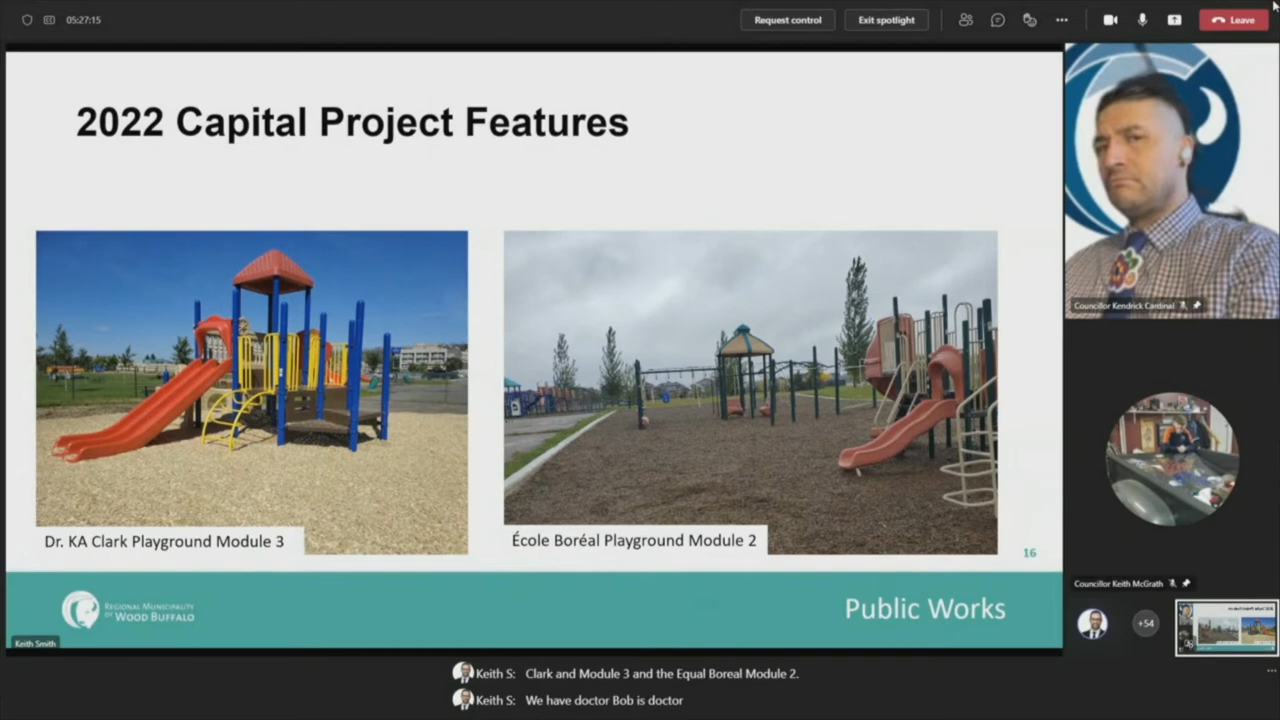 05:27:15
Request control
Exit spotlight
Leave
2022 Capital Project Features
Councillor Kendrick Cardinal
Dr. KA Clark Playground Module 3
École Boréal Playground Module 2
16
Councillor Keith McGrath
REGIONAL MUNICIPALITY
OF WOOD BUFFALO
Public Works
+54
Keith Smith
Keith S: Clark and Module 3 and the Equal Boreal Module 2.
Keith S: We have doctor Bob is doctor